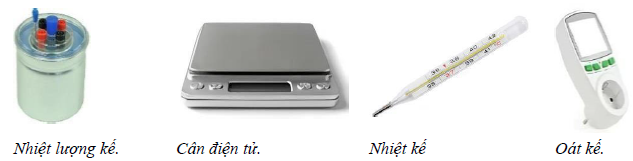 Nhiệt lượng kế. Cân điện tử. Nhiệt kế Oát kế.